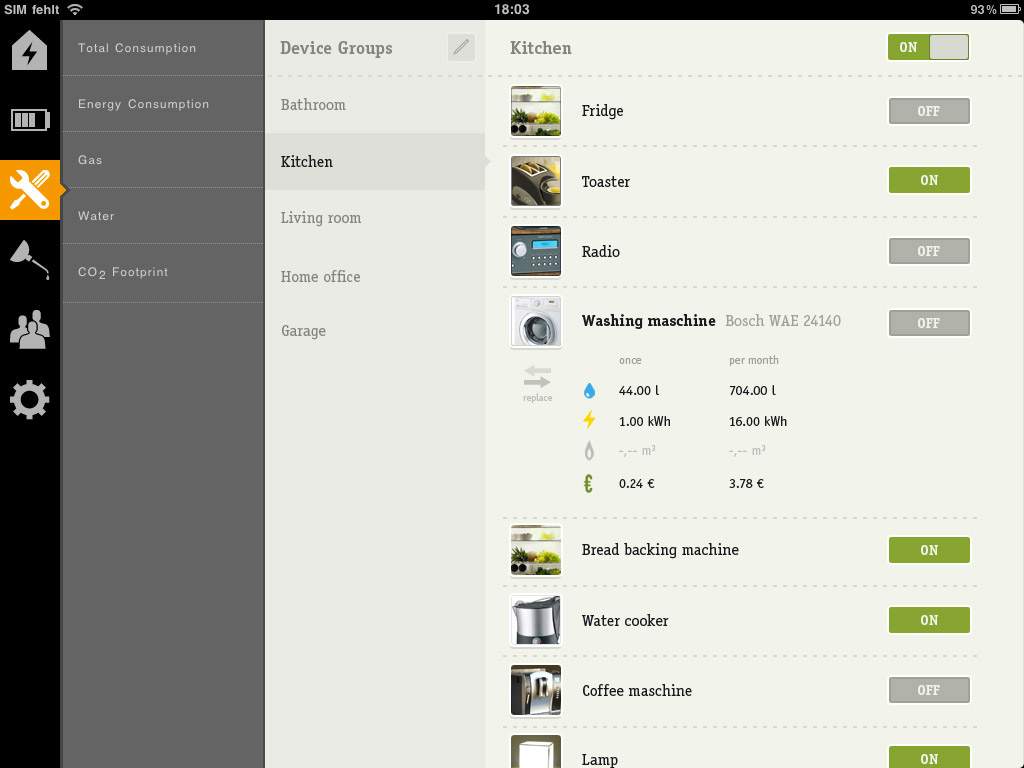 SIM fehlt 18:03 93%
Total Consumption
Energy Consumption
Gas
Water
CO2 Footprint
Device Groups
Bathroom
Kitchen
Living room
Home office
Garage
Kitchen ON
Fridge OFF
Toaster ON
Radio OFF
Washing maschine Bosch WAE 24140 OFF
once per month
replace
44.00 l 704.00 l
1.00 kWh 16.00 kWh
-,-- m³ -,-- m³
€ 0.24 € 3.78 €
Bread backing machine ON
Water cooker ON
Coffee maschine OFF
Lamp ON